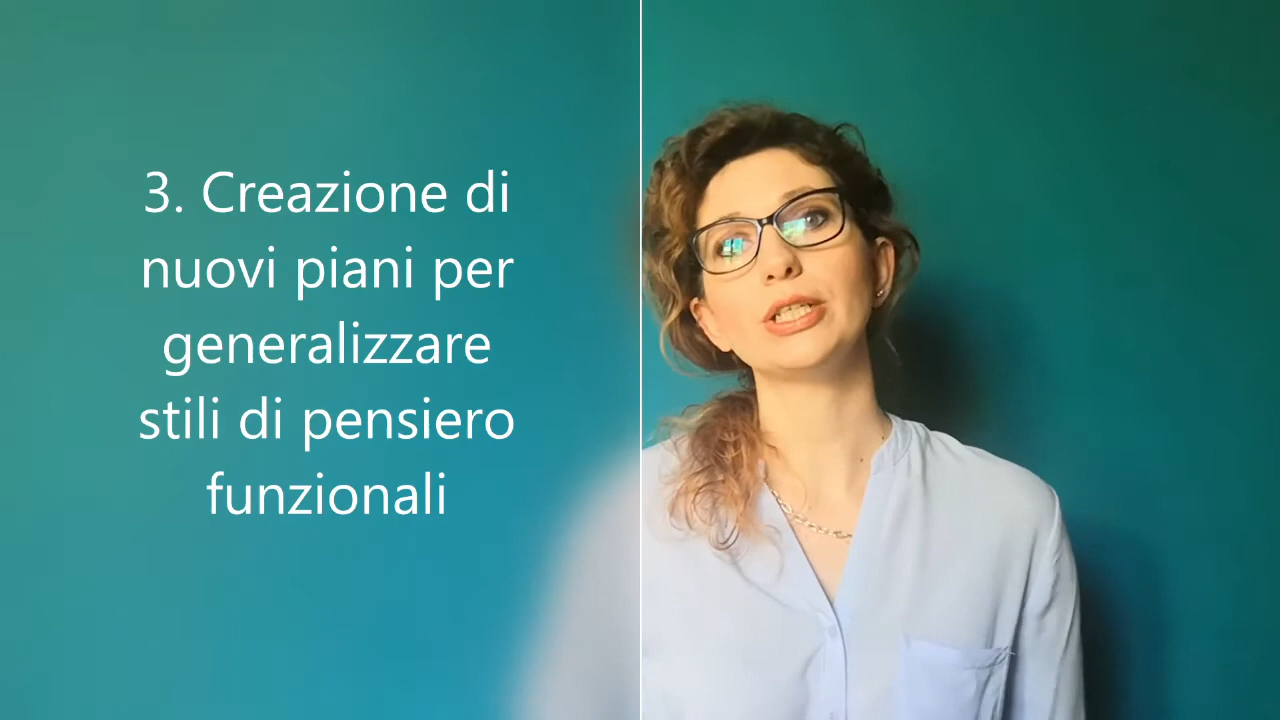 3. Creazione di
nuovi piani per
generalizzare
stili di pensiero
funzionali